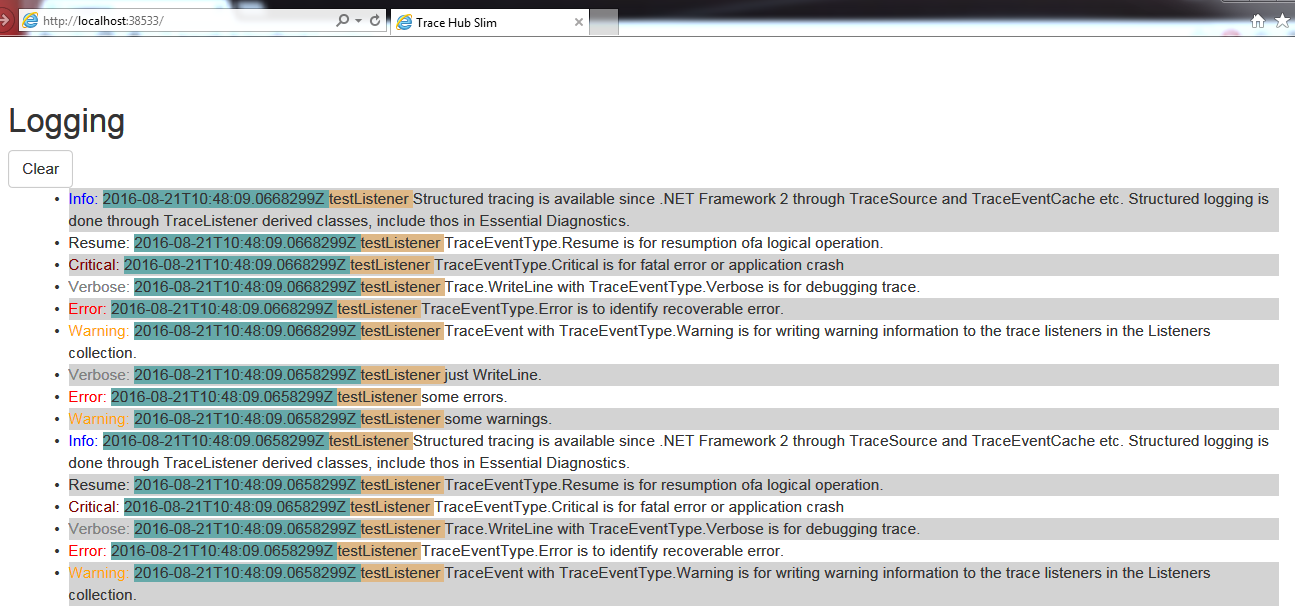 http://localhost:38533/
Trace Hub Slim
Logging
Clear
Info: 2016-08-21T10:48:09.0668299Z testListener Structured tracing is available since .NET Framework 2 through TraceSource and TraceEventCache etc. Structured logging is
done through TraceListener derived classes, include thos in Essential Diagnostics.
Resume: 2016-08-21T10:48:09.0668299Z testListener TraceEventType.Resume is for resumption ofa logical operation.
Critical: 2016-08-21T10:48:09.0668299Z testListener TraceEventType.Critical is for fatal error or application crash
Verbose: 2016-08-21T10:48:09.0668299Z testListener Trace.WriteLine with TraceEventType.Verbose is for debugging trace.
Error: 2016-08-21T10:48:09.0668299Z testListener TraceEventType.Error is to identify recoverable error.
Warning: 2016-08-21T10:48:09.0668299Z testListener TraceEvent with TraceEventType.Warning is for writing warning information to the trace listeners in the Listeners
collection.
Verbose: 2016-08-21T10:48:09.0658299Z testListener just WriteLine.
Error: 2016-08-21T10:48:09.0658299Z testListener some errors.
Warning: 2016-08-21T10:48:09.0658299Z testListener some warnings.
Info: 2016-08-21T10:48:09.0658299Z testListener Structured tracing is available since .NET Framework 2 through TraceSource and TraceEventCache etc. Structured logging is
done through TraceListener derived classes, include thos in Essential Diagnostics.
Resume: 2016-08-21T10:48:09.0658299Z testListener TraceEventType.Resume is for resumption ofa logical operation.
Critical: 2016-08-21T10:48:09.0658299Z testListener TraceEventType.Critical is for fatal error or application crash
Verbose: 2016-08-21T10:48:09.0658299Z testListener Trace.WriteLine with TraceEventType.Verbose is for debugging trace.
Error: 2016-08-21T10:48:09.0658299Z testListener TraceEventType.Error is to identify recoverable error.
Warning: 2016-08-21T10:48:09.0658299Z testListener TraceEvent with TraceEventType.Warning is for writing warning information to the trace listeners in the Listeners
collection.